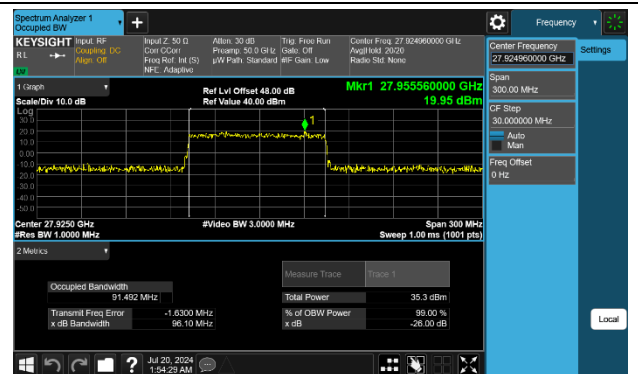 Spectrum Analyzer 1
Occupied BW
Frequency
KEYSIGHT
Input: RF
Input Z: 50 Ω
Atten: 30 dB
Trig: Free Run
Center Freq: 27.924960000 GHz
RL
Coupling: DC
Corr CCorr
Preamp: 50.0 GHz
Gate: Off
Avg|Hold: 20/20
Align: Off
Freq Ref: Int (S)
µW Path: Standard
#IF Gain: Low
Radio Std: None
NFE: Adaptive
Center Frequency
27.924960000 GHz
Settings
Span
300.00 MHz
CF Step
30.000000 MHz
Auto
Man
Freq Offset
0 Hz
Local
1 Graph
Ref Lvl Offset 48.00 dB
Mkr1 27.955560000 GHz
Scale/Div 10.0 dB
Ref Value 40.00 dBm
19.95 dBm
Log
30.0
1
20.0
10.0
0.00
-10.0
-20.0
-30.0
-40.0
-50.0
Center 27.9250 GHz
#Video BW 3.0000 MHz
Span 300 MHz
#Res BW 1.0000 MHz
Sweep 1.00 ms (1001 pts)
2 Metrics
Measure Trace
Trace 1
Occupied Bandwidth
91.492 MHz
Total Power
35.3 dBm
Transmit Freq Error
-1.6300 MHz
% of OBW Power
99.00 %
x dB Bandwidth
96.10 MHz
x dB
-26.00 dB
Jul 20, 2024
1:54:29 AM